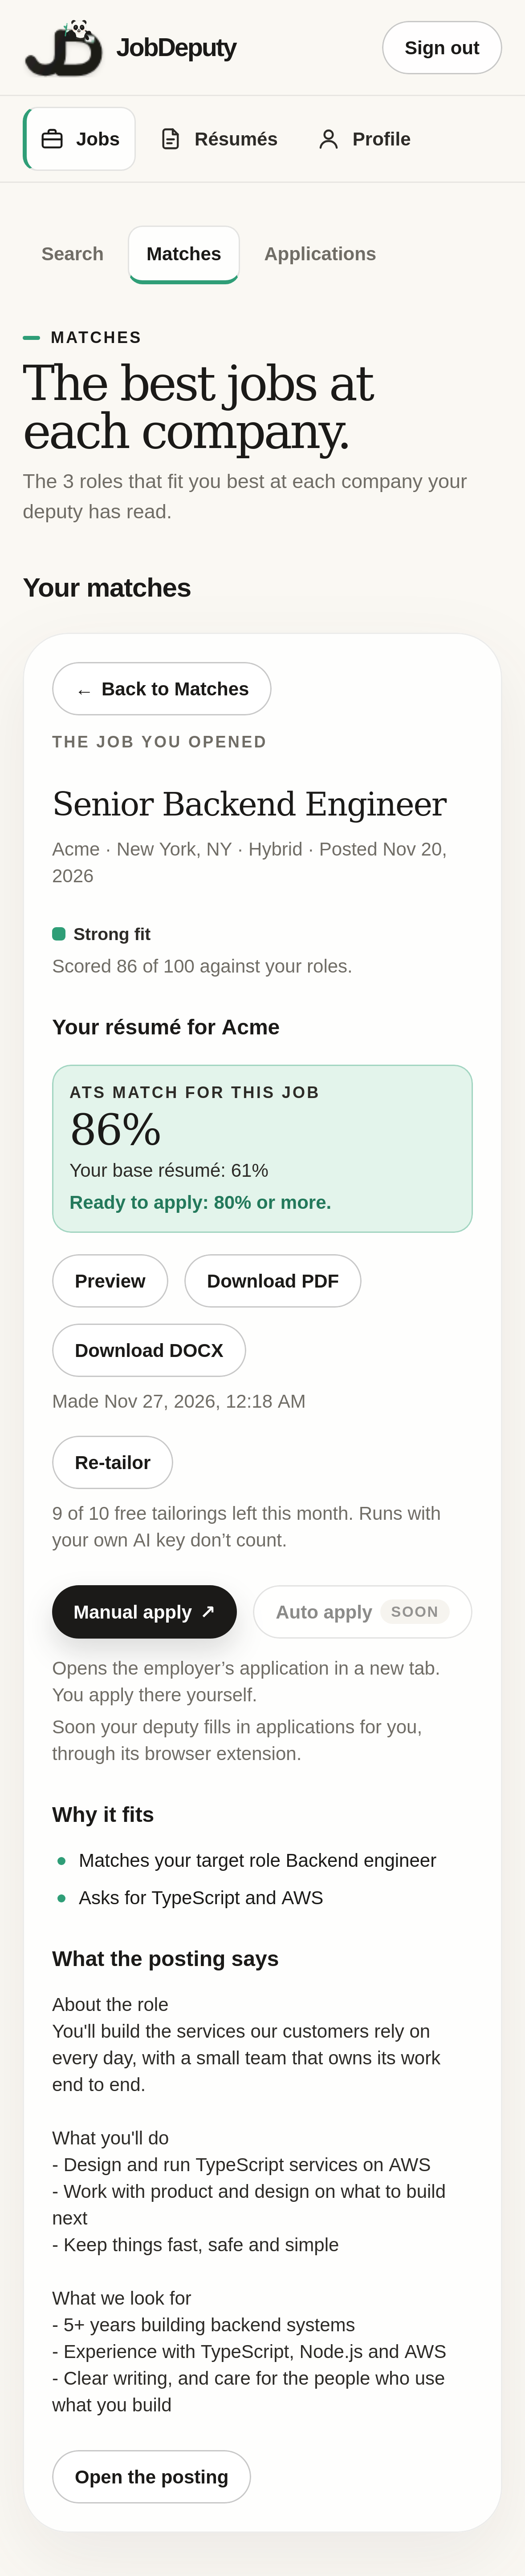 JD JobDeputy
Sign out
Jobs
Résumés
Profile
Search
Matches
Applications
MATCHES
The best jobs at
each company.
The 3 roles that fit you best at each company your
deputy has read.
Your matches
← Back to Matches
THE JOB YOU OPENED
Senior Backend Engineer
Acme · New York, NY · Hybrid · Posted Nov 20,
2026
Strong fit
Scored 86 of 100 against your roles.
Your résumé for Acme
ATS MATCH FOR THIS JOB
86%
Your base résumé: 61%
Ready to apply: 80% or more.
Preview
Download PDF
Download DOCX
Made Nov 27, 2026, 12:18 AM
Re-tailor
9 of 10 free tailorings left this month. Runs with
your own AI key don’t count.
Manual apply ↗
Auto apply SOON
Opens the employer’s application in a new tab.
You apply there yourself.
Soon your deputy fills in applications for you,
through its browser extension.
Why it fits
Matches your target role Backend engineer
Asks for TypeScript and AWS
What the posting says
About the role
You'll build the services our customers rely on
every day, with a small team that owns its work
end to end.
What you'll do
- Design and run TypeScript services on AWS
- Work with product and design on what to build
next
- Keep things fast, safe and simple
What we look for
- 5+ years building backend systems
- Experience with TypeScript, Node.js and AWS
- Clear writing, and care for the people who use
what you build
Open the posting